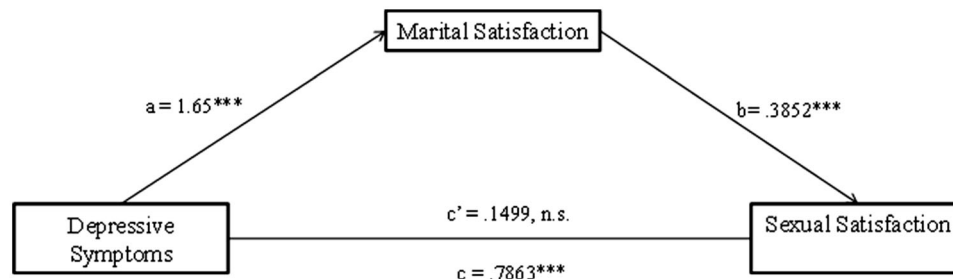 Marital Satisfaction
a = 1.65***
b= .3852***
Depressive
Symptoms
c’ = .1499, n.s.
Sexual Satisfaction
c = .7863***